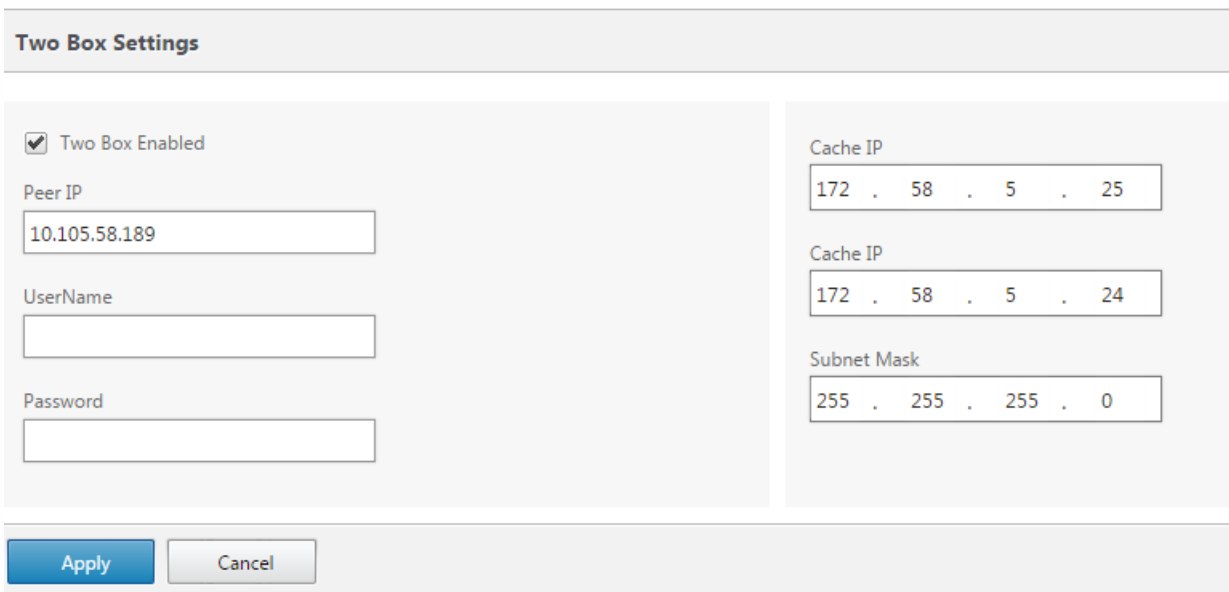 Two Box Settings
Two Box Enabled
Peer IP
10.105.58.189
UserName
Password
Cache IP
172 . 58 . 5 . 25
Cache IP
172 . 58 . 5 . 24
Subnet Mask
255 . 255 . 255 . 0
Apply
Cancel